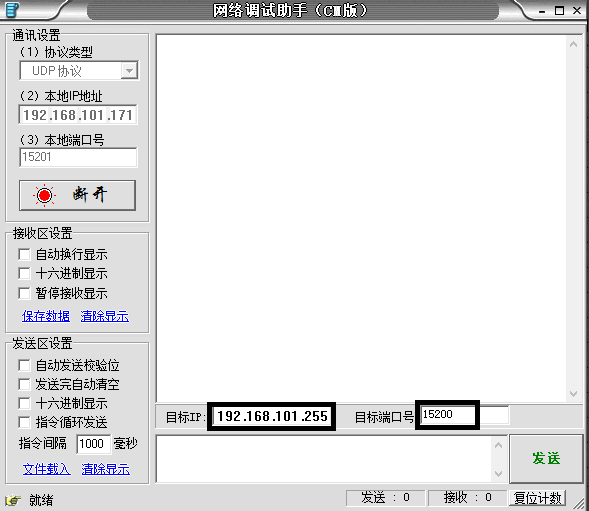 网络调试助手（CM版）
通讯设置
（1）协议类型
UDP协议
（2）本地IP地址
192.168.101.171
（3）本地端口号
15201
断开
接收区设置
自动换行显示
十六进制显示
暂停接收显示
保存数据 清除显示
发送区设置
自动发送校验位
发送完自动清空
十六进制显示
指令循环发送
指令间隔 1000 毫秒
文件载入 清除显示
目标IP: 192.168.101.255 目标端口号 15200
发送
就绪
发送 : 0 接收 : 0 复位计数